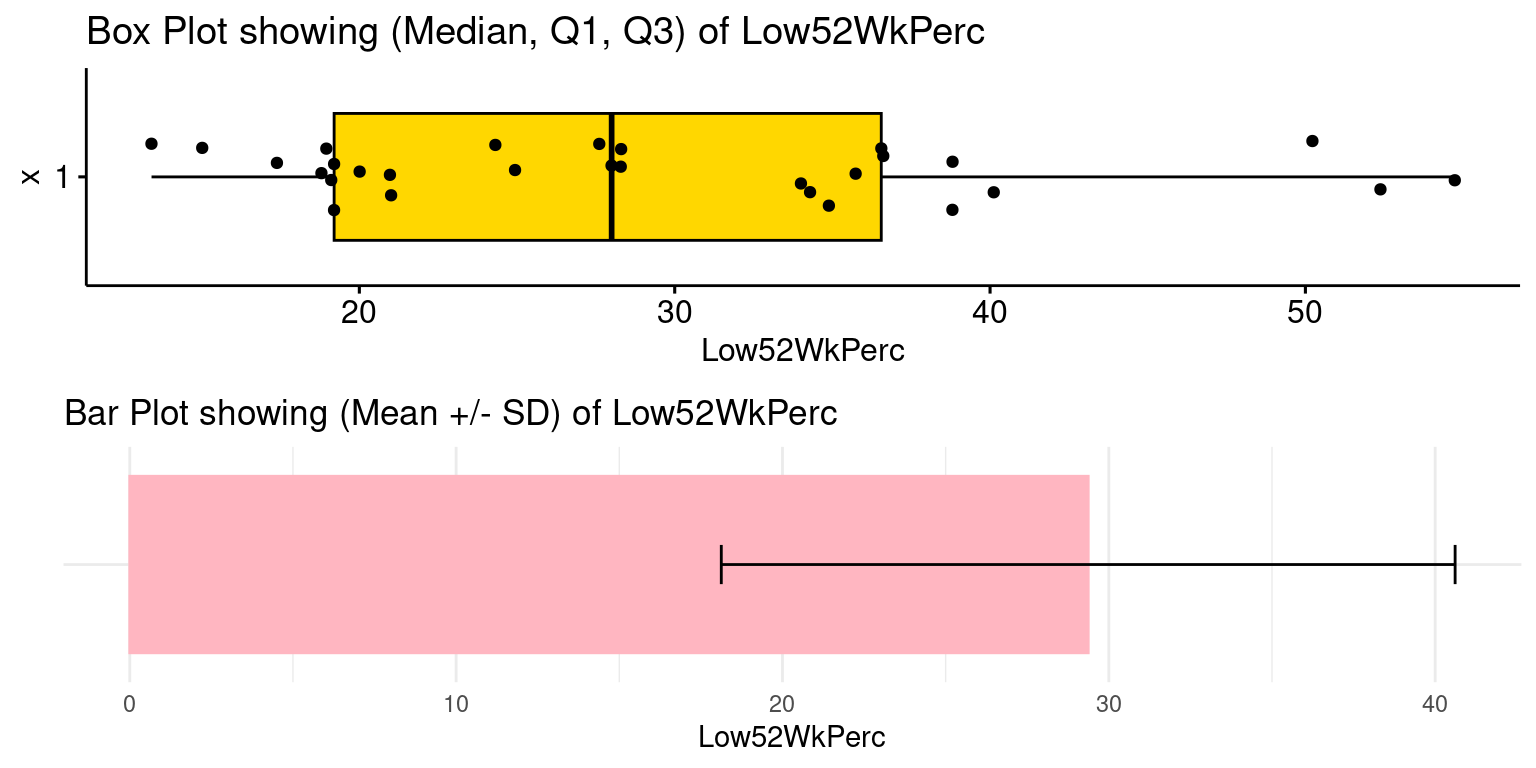 Box Plot showing (Median, Q1, Q3) of Low52WkPerc
x
1
20 30 40 50
Low52WkPerc
Bar Plot showing (Mean +/- SD) of Low52WkPerc
0 10 20 30 40
Low52WkPerc